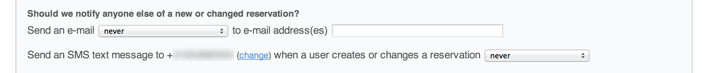 Should we notify anyone else of a new or changed reservation?
Send an e-mail never to e-mail address(es)
Send an SMS text message to + (change) when a user creates or changes a reservation never